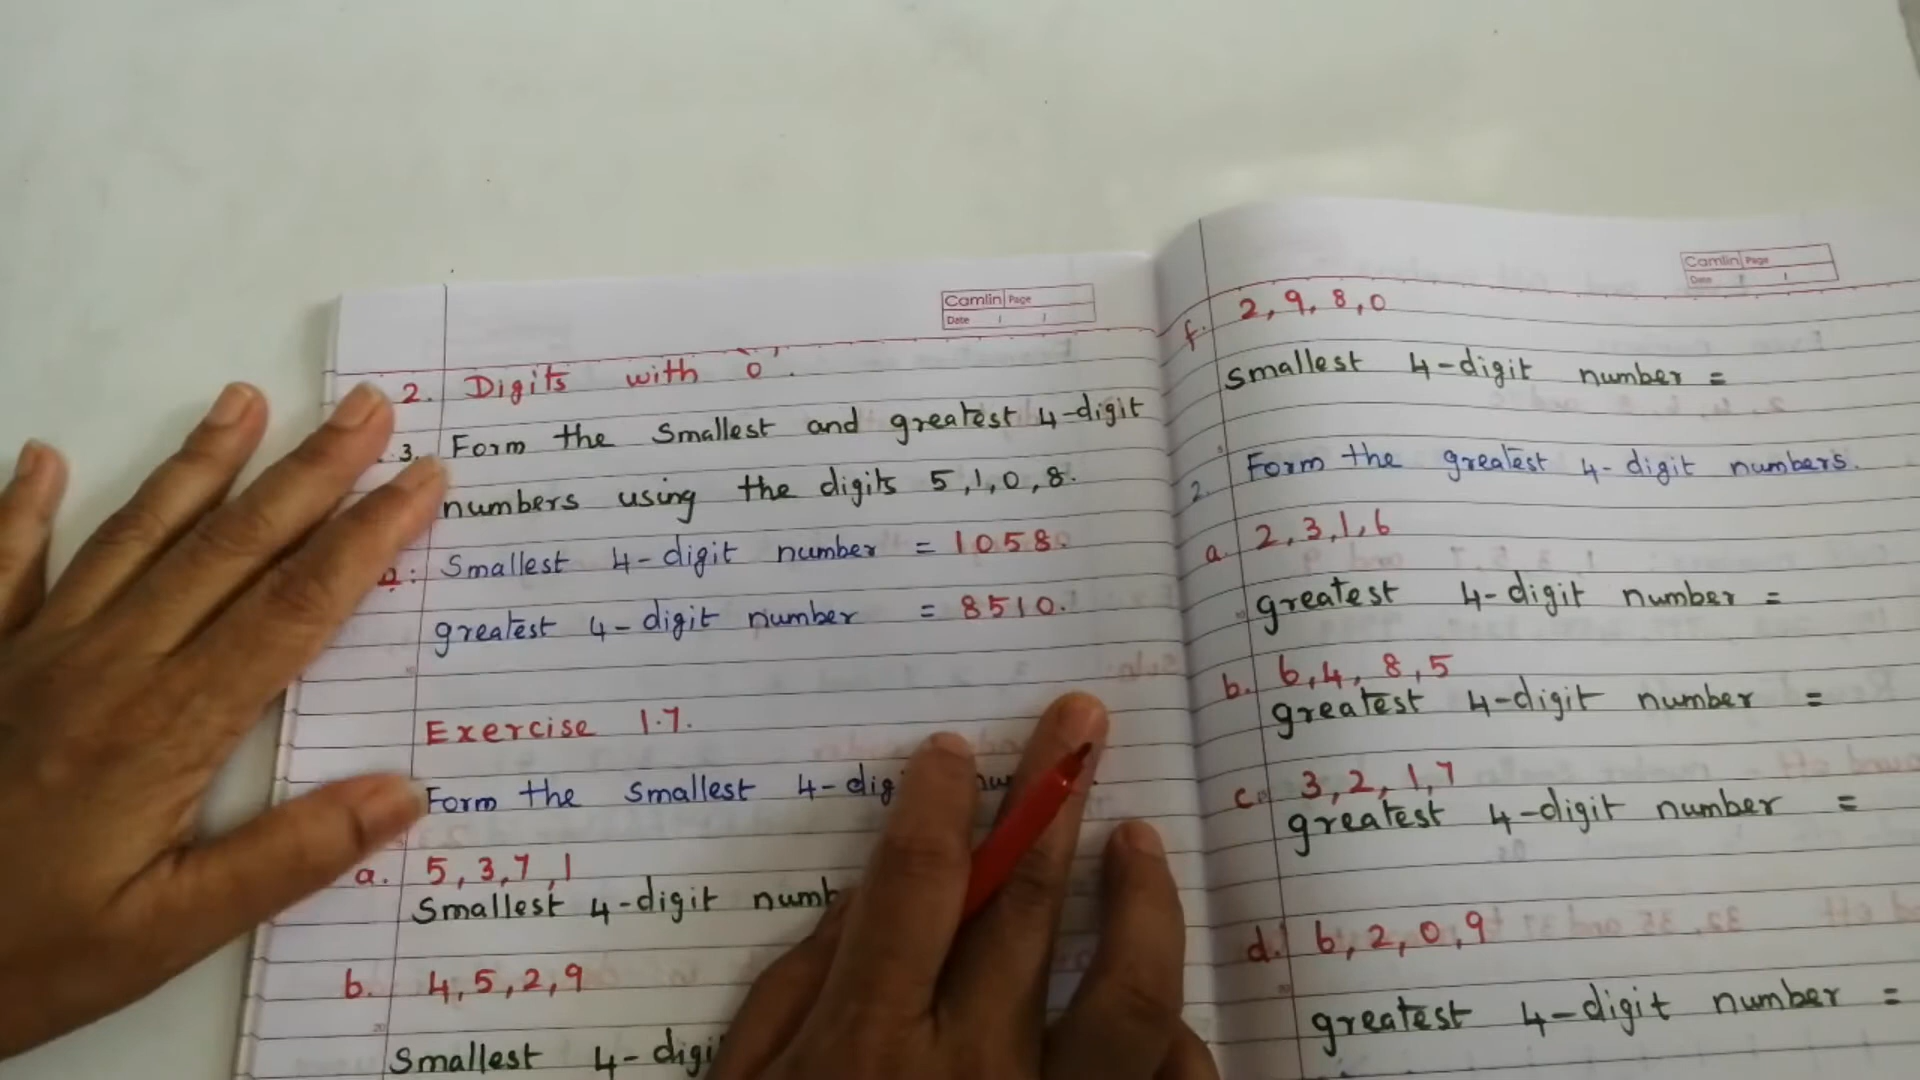 Camlin Page
Date / /
2. Digits with '0'.
3. Form the Smallest and greatest 4-digit
numbers using the digits 5,1,0,8.
Smallest 4-digit number = 1058.
greatest 4-digit number = 8510.
Exercise 1.7.
Form the Smallest 4-dig
a. 5,3,7,1
Smallest 4-digit numb
b. 4,5,2,9
Smallest 4-digi
Camlin Page
Date / /
f. 2,9,8,0
Smallest 4-digit number =
2. Form the greatest 4-digit numbers.
a. 2,3,1,6
greatest 4-digit number =
b. 6,4,8,5
greatest 4-digit number =
c. 3,2,1,7
greatest 4-digit number =
d. 6,2,0,9
greatest 4-digit number =